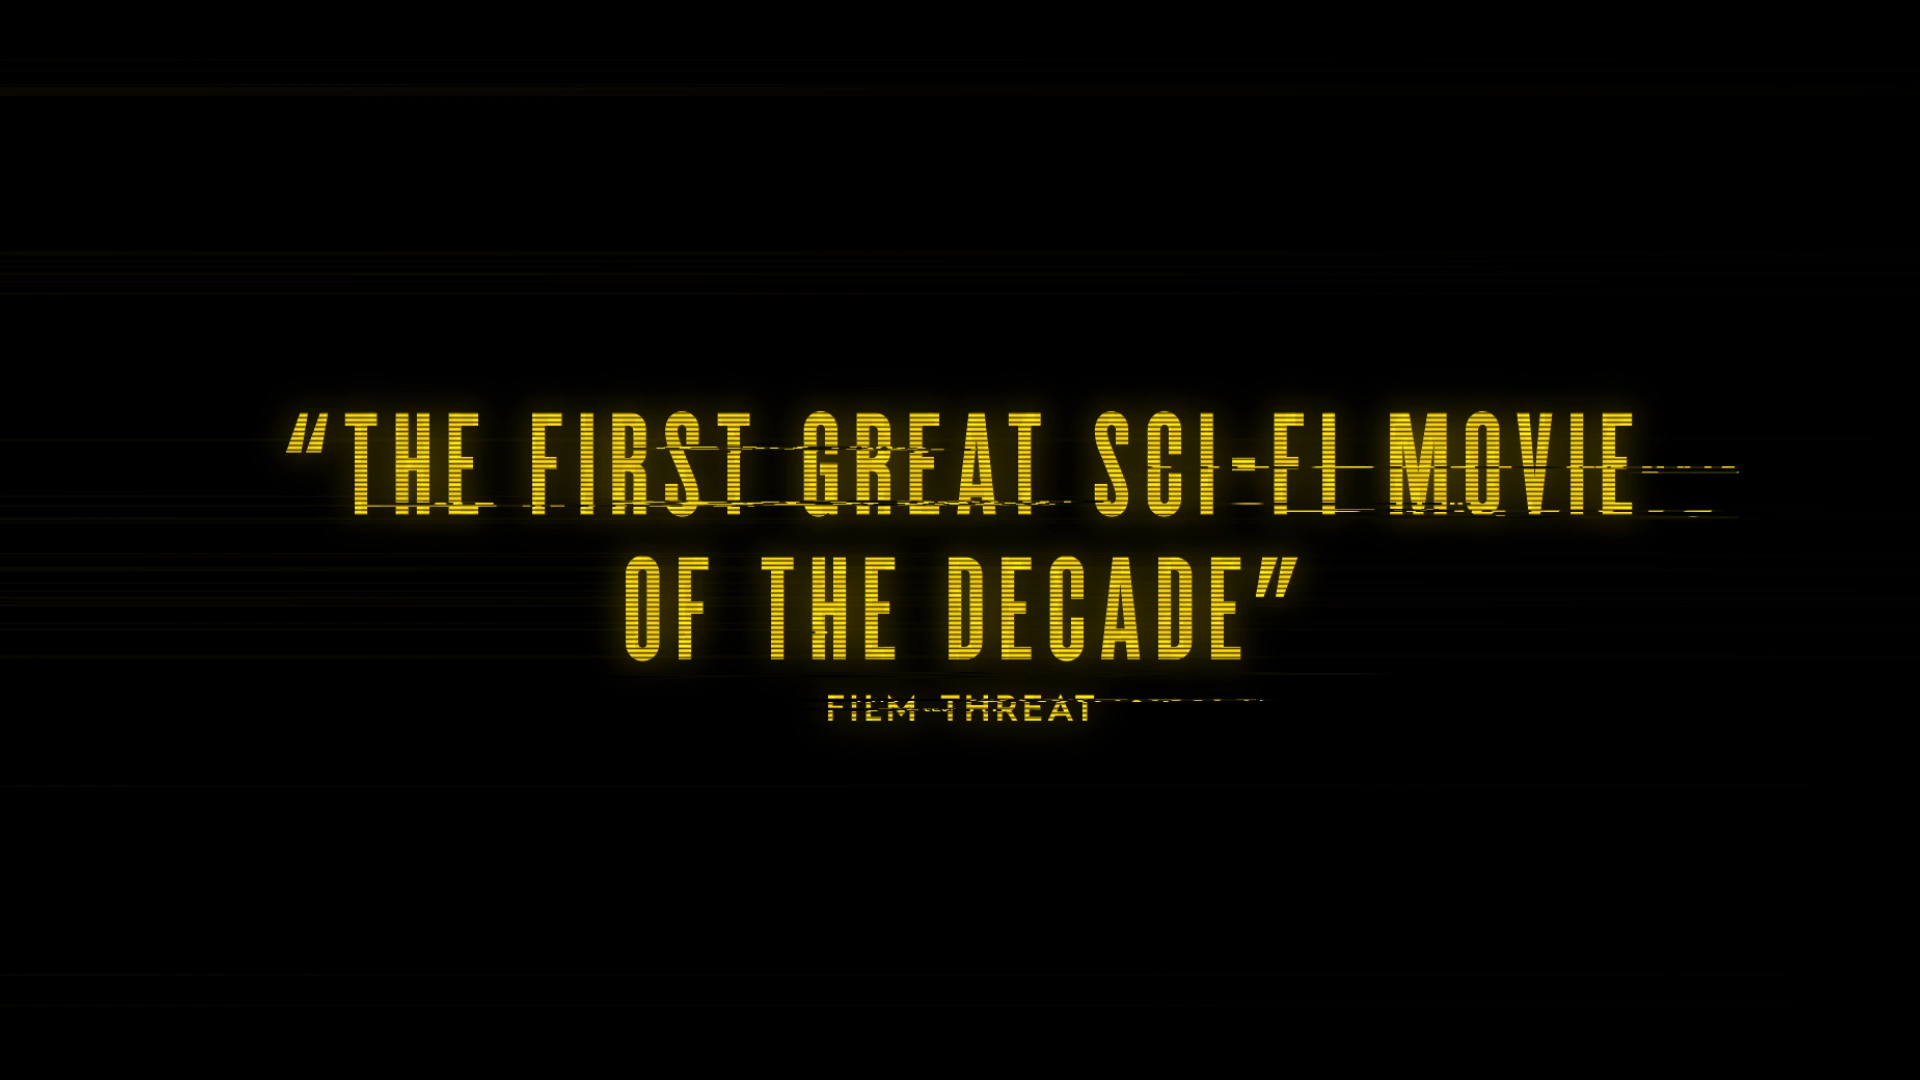 “THE FIRST GREAT SCI-FI MOVIE
OF THE DECADE”
FILM THREAT